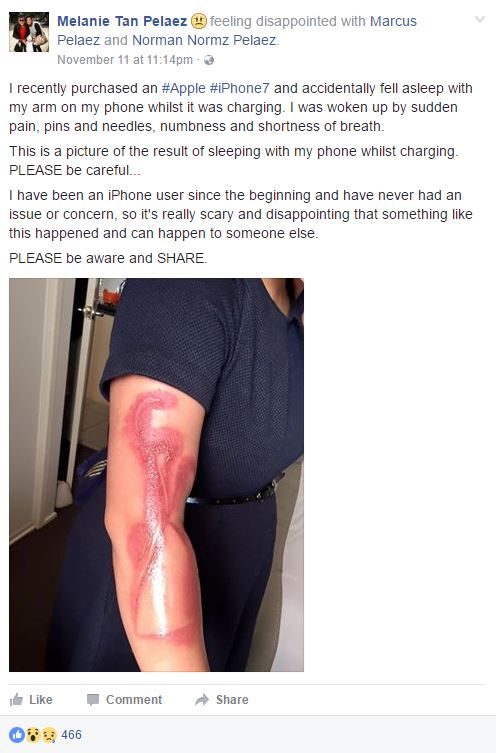 Melanie Tan Pelaez feeling disappointed with Marcus
Pelaez and Norman Normz Pelaez.
November 11 at 11:14pm ·
I recently purchased an #Apple #iPhone7 and accidentally fell asleep with
my arm on my phone whilst it was charging. I was woken up by sudden
pain, pins and needles, numbness and shortness of breath.
This is a picture of the result of sleeping with my phone whilst charging.
PLEASE be careful...
I have been an iPhone user since the beginning and have never had an
issue or concern, so it's really scary and disappointing that something like
this happened and can happen to someone else.
PLEASE be aware and SHARE.
Like Comment Share
466